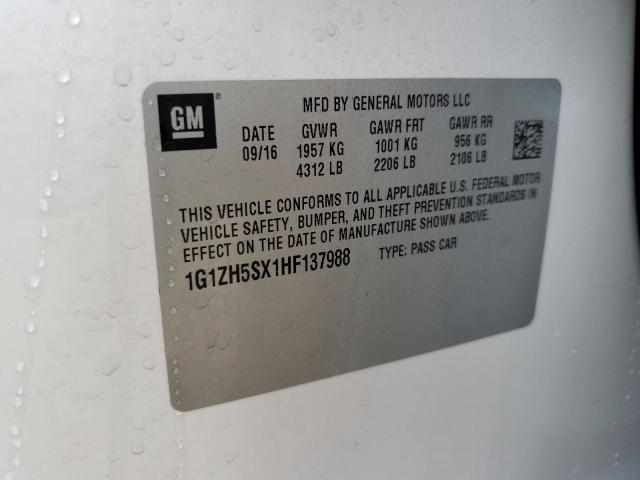 GM ®
MFD BY GENERAL MOTORS LLC
DATE GVWR GAWR FRT GAWR RR
09/16 1957 KG 1001 KG 956 KG
4312 LB 2206 LB 2106 LB
THIS VEHICLE CONFORMS TO ALL APPLICABLE U.S. FEDERAL MOTOR
VEHICLE SAFETY, BUMPER, AND THEFT PREVENTION STANDARDS IN
EFFECT ON THE DATE OF MANUFACTURE SHOWN ABOVE.
1G1ZH5SX1HF137988 TYPE: PASS CAR